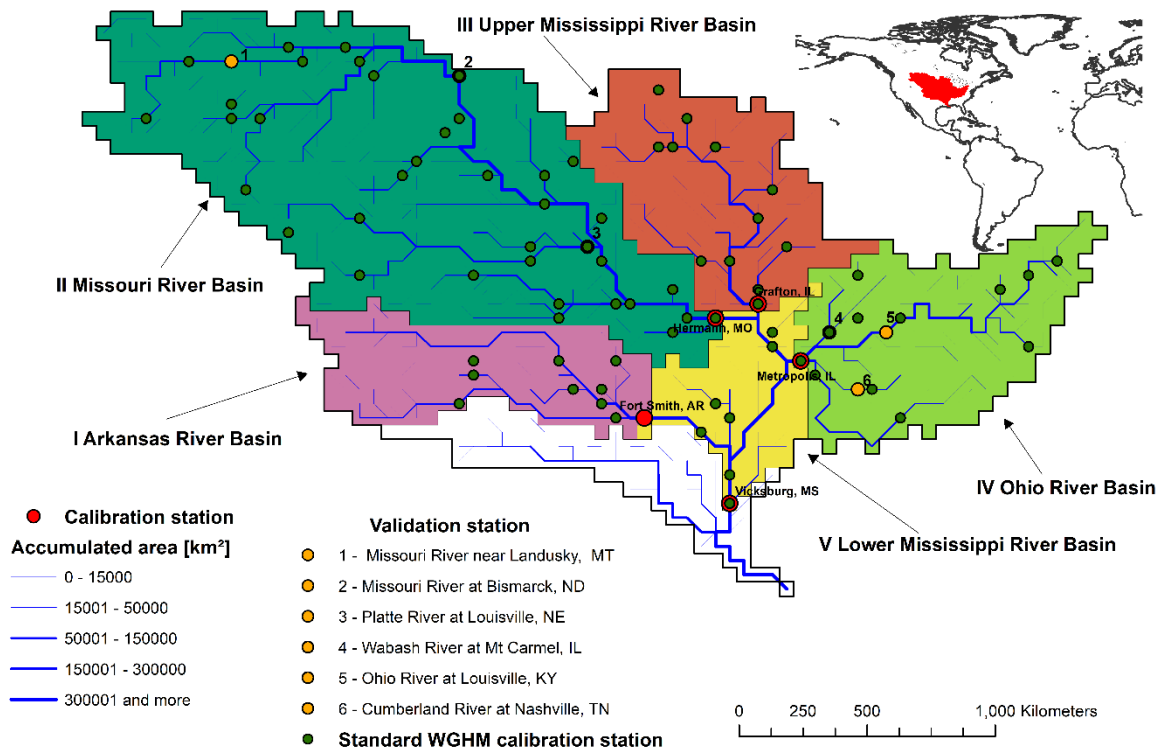 III Upper Mississippi River Basin
1
2
3
II Missouri River Basin
Grafton, IL
Hermann, MO
4
5
Metropolis, IL
6
Fort Smith, AR
I Arkansas River Basin
Vicksburg, MS
IV Ohio River Basin
V Lower Mississippi River Basin
Calibration station
Accumulated area [km²]
0 - 15000
15001 - 50000
50001 - 150000
150001 - 300000
300001 and more
Validation station
1 - Missouri River near Landusky, MT
2 - Missouri River at Bismarck, ND
3 - Platte River at Louisville, NE
4 - Wabash River at Mt Carmel, IL
5 - Ohio River at Louisville, KY
6 - Cumberland River at Nashville, TN
Standard WGHM calibration station
0 250 500 1,000 Kilometers